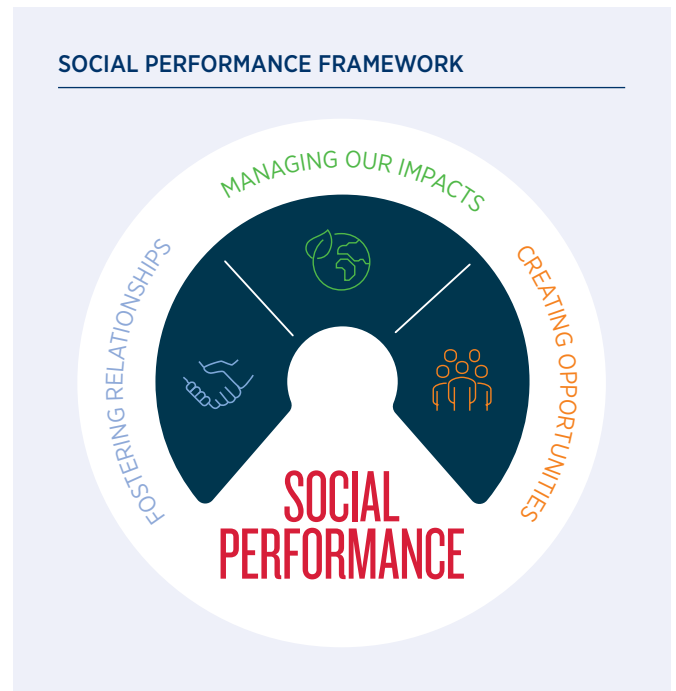 SOCIAL PERFORMANCE FRAMEWORK
FOSTERING RELATIONSHIPS
MANAGING OUR IMPACTS
CREATING OPPORTUNITIES
SOCIAL
PERFORMANCE